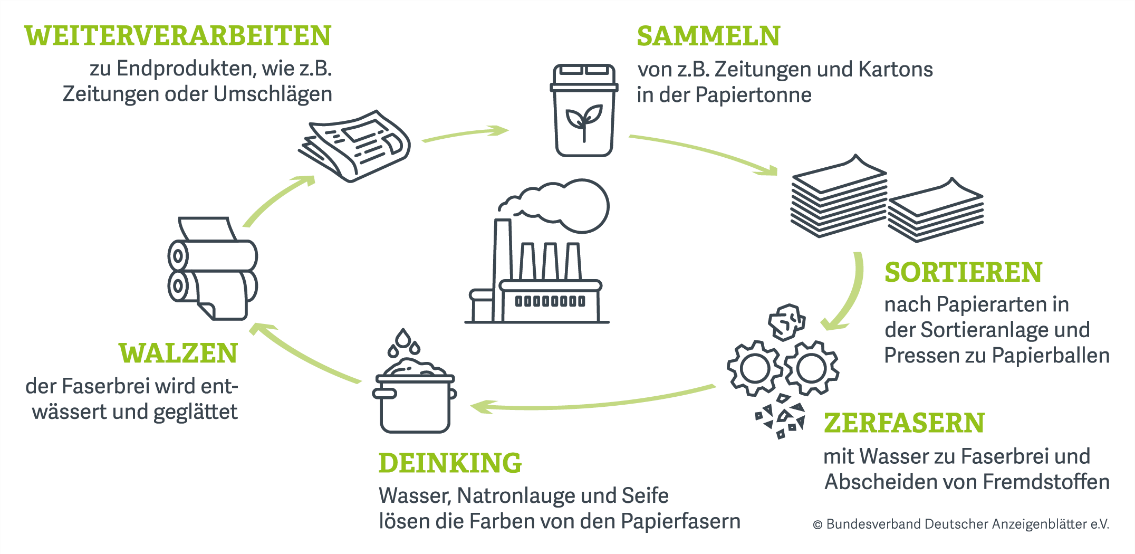 WEITERVERARBEITEN
zu Endprodukten, wie z.B.
Zeitungen oder Umschlägen
SAMMELN
von z.B. Zeitungen und Kartons
in der Papiertonne
SORTIEREN
nach Papierarten in
der Sortieranlage und
Pressen zu Papierballen
ZERFASERN
mit Wasser zu Faserbrei und
Abscheiden von Fremdstoffen
DEINKING
Wasser, Natronlauge und Seife
lösen die Farben von den Papierfasern
WALZEN
der Faserbrei wird ent-
wässert und geglättet
© Bundesverband Deutscher Anzeigenblätter e.V.